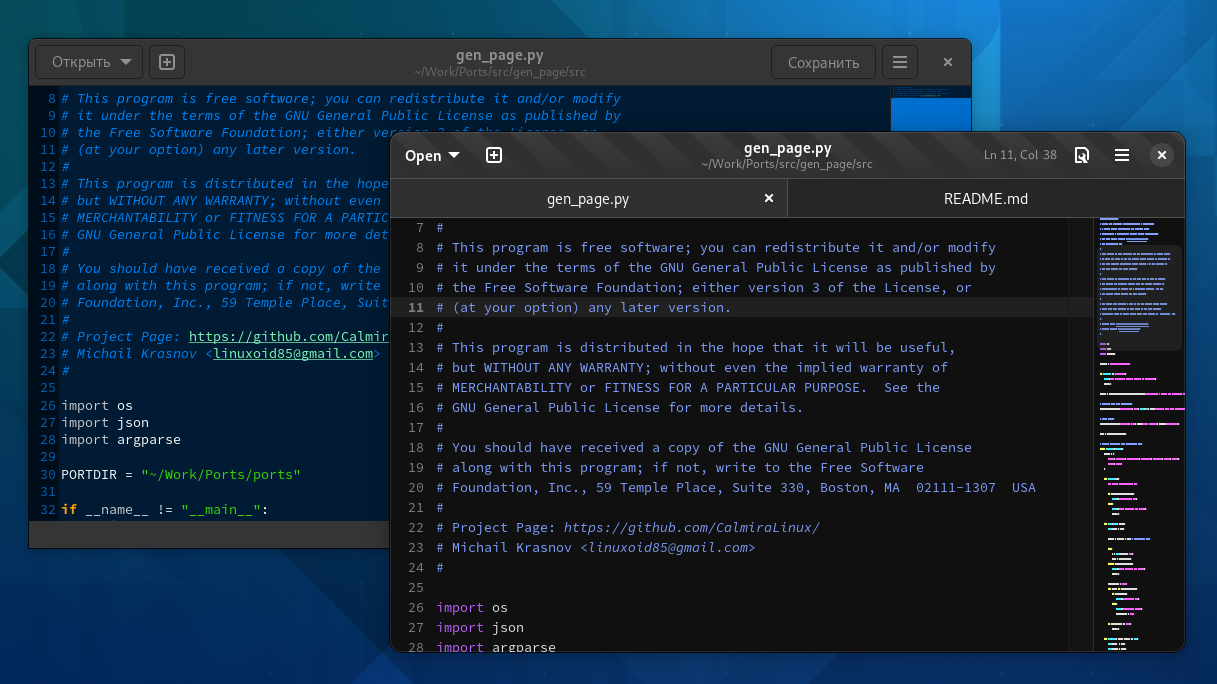 Открыть
gen_page.py
~/Work/Ports/src/gen_page/src
Сохранить
8 # This program is free software; you can redistribute it and/or modify
9 # it under the terms of the GNU General Public License as published by
10 # the Free Software Foundation; either version 3 of the License, or
11 # (at your option) any later version.
12 #
13 # This program is distributed in the hope
14 # but WITHOUT ANY WARRANTY; without even
15 # MERCHANTABILITY or FITNESS FOR A PARTIC
16 # GNU General Public License for more det
17 #
18 # You should have received a copy of the
19 # along with this program; if not, write
20 # Foundation, Inc., 59 Temple Place, Suit
21 #
22 # Project Page: https://github.com/Calmir
23 # Michail Krasnov <linuxoid85@gmail.com>
24 #
25
26 import os
27 import json
28 import argparse
29
30 PORTDIR = "~/Work/Ports/ports"
31
32 if __name__ != "__main__":
Open
gen_page.py
~/Work/Ports/src/gen_page/src
Ln 11, Col 38
gen_page.py
README.md
7 #
8 # This program is free software; you can redistribute it and/or modify
9 # it under the terms of the GNU General Public License as published by
10 # the Free Software Foundation; either version 3 of the License, or
11 # (at your option) any later version.
12 #
13 # This program is distributed in the hope that it will be useful,
14 # but WITHOUT ANY WARRANTY; without even the implied warranty of
15 # MERCHANTABILITY or FITNESS FOR A PARTICULAR PURPOSE.  See the
16 # GNU General Public License for more details.
17 #
18 # You should have received a copy of the GNU General Public License
19 # along with this program; if not, write to the Free Software
20 # Foundation, Inc., 59 Temple Place, Suite 330, Boston, MA  02111-1307  USA
21 #
22 # Project Page: https://github.com/CalmiraLinux/
23 # Michail Krasnov <linuxoid85@gmail.com>
24 #
25
26 import os
27 import json
28 import argparse